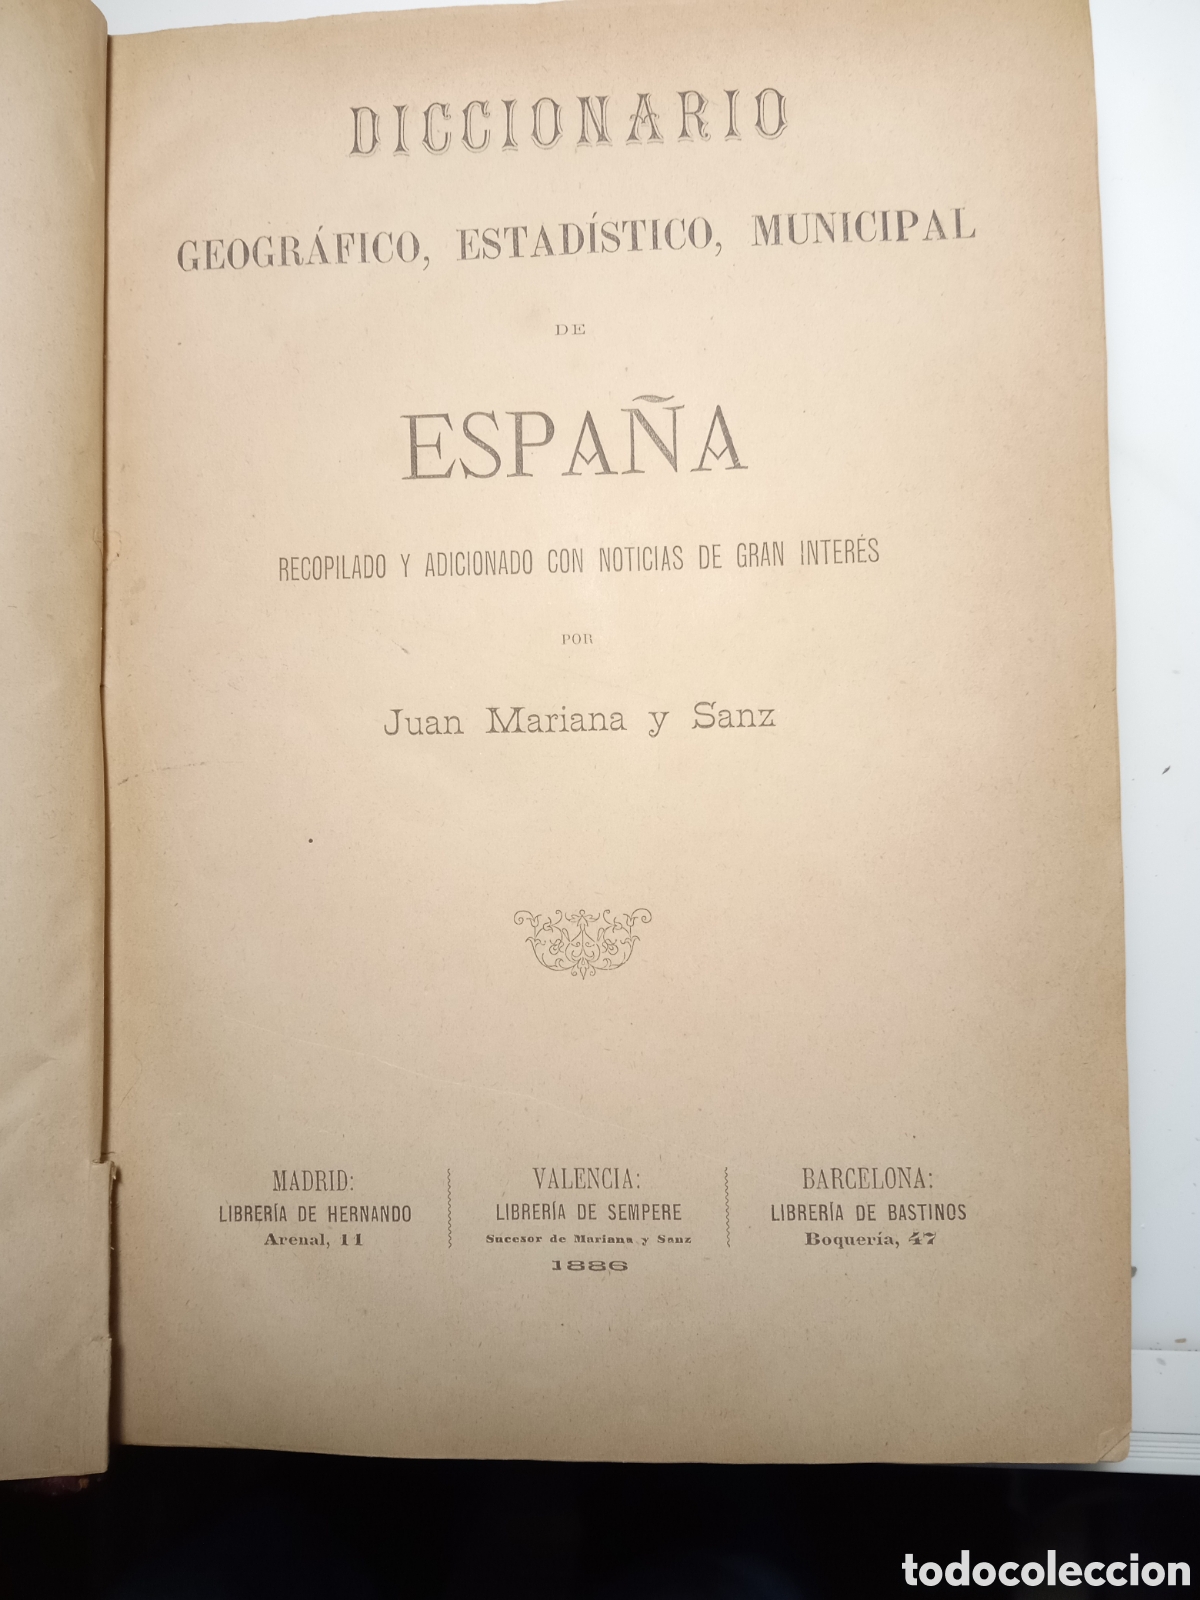 DICCIONARIO
GEOGRÁFICO, ESTADÍSTICO, MUNICIPAL
DE
ESPAÑA
RECOPILADO Y ADICIONADO CON NOTICIAS DE GRAN INTERÉS
POR
Juan Mariana y Sanz
MADRID:
LIBRERÍA DE HERNANDO
Arenal, 11
VALENCIA:
LIBRERÍA DE SEMPERE
Sucesor de Mariana y Sanz
1886
BARCELONA:
LIBRERÍA DE BASTINOS
Boquería, 47
todocoleccion